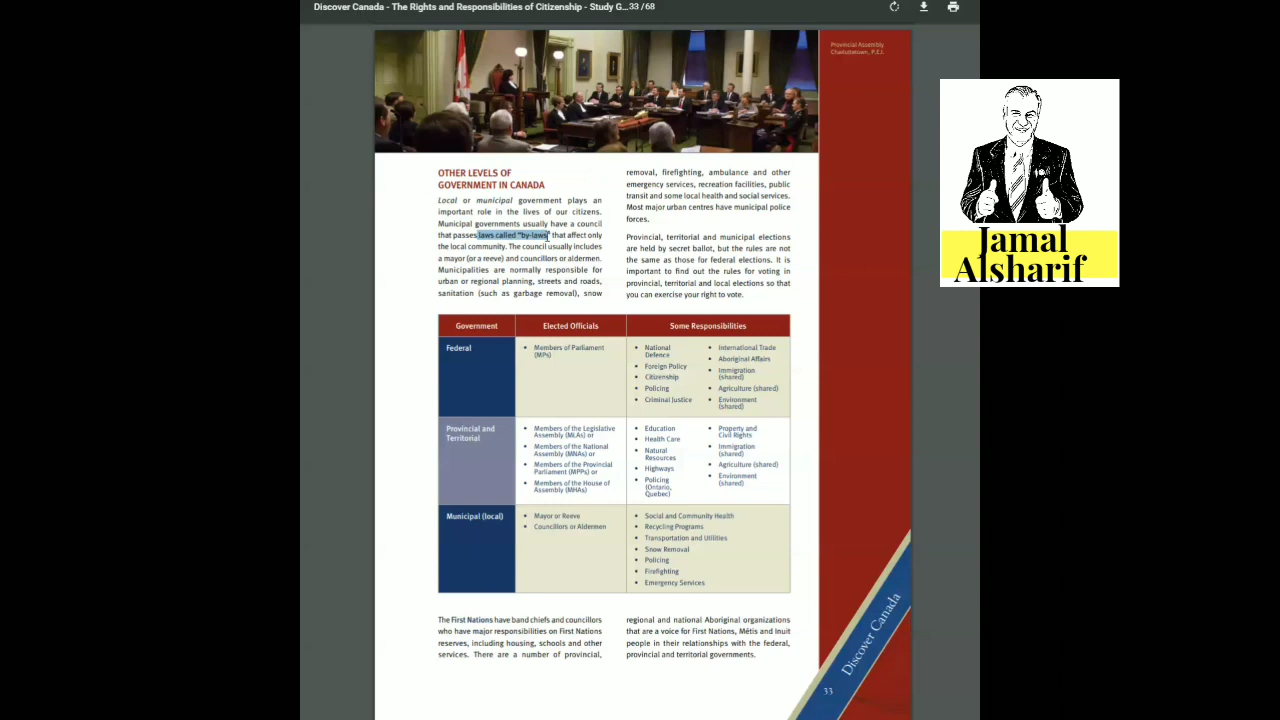 Discover Canada - The Rights and Responsibilities of Citizenship - Study G...33 /68
Provincial Assembly
Charlottetown, P.E.I.
OTHER LEVELS OF
GOVERNMENT IN CANADA
Local or municipal government plays an
important role in the lives of our citizens.
Municipal governments usually have a council
that passes laws called “by-laws” that affect only
the local community. The council usually includes
a mayor (or a reeve) and councillors or aldermen.
Municipalities are normally responsible for
urban or regional planning, streets and roads,
sanitation (such as garbage removal), snow
removal, firefighting, ambulance and other
emergency services, recreation facilities, public
transit and some local health and social services.
Most major urban centres have municipal police
forces.
Provincial, territorial and municipal elections
are held by secret ballot, but the rules are not
the same as those for federal elections. It is
important to find out the rules for voting in
provincial, territorial and local elections so that
you can exercise your right to vote.
Government
Elected Officials
Some Responsibilities
Federal
• Members of Parliament
(MPs)
• National
Defence
• Foreign Policy
• Citizenship
• Policing
• Criminal Justice
• International Trade
• Aboriginal Affairs
• Immigration
(shared)
• Agriculture (shared)
• Environment
(shared)
Provincial and
Territorial
• Members of the Legislative
Assembly (MLAs) or
• Members of the National
Assembly (MNAs) or
• Members of the Provincial
Parliament (MPPs) or
• Members of the House of
Assembly (MHAs)
• Education
• Health Care
• Natural
Resources
• Highways
• Policing
(Ontario,
Quebec)
• Property and
Civil Rights
• Immigration
(shared)
• Agriculture (shared)
• Environment
(shared)
Municipal (local)
• Mayor or Reeve
• Councillors or Aldermen
• Social and Community Health
• Recycling Programs
• Transportation and Utilities
• Snow Removal
• Policing
• Firefighting
• Emergency Services
The First Nations have band chiefs and councillors
who have major responsibilities on First Nations
reserves, including housing, schools and other
services. There are a number of provincial,
regional and national Aboriginal organizations
that are a voice for First Nations, Métis and Inuit
people in their relationships with the federal,
provincial and territorial governments.
Discover Canada
33
Jamal
Alsharif